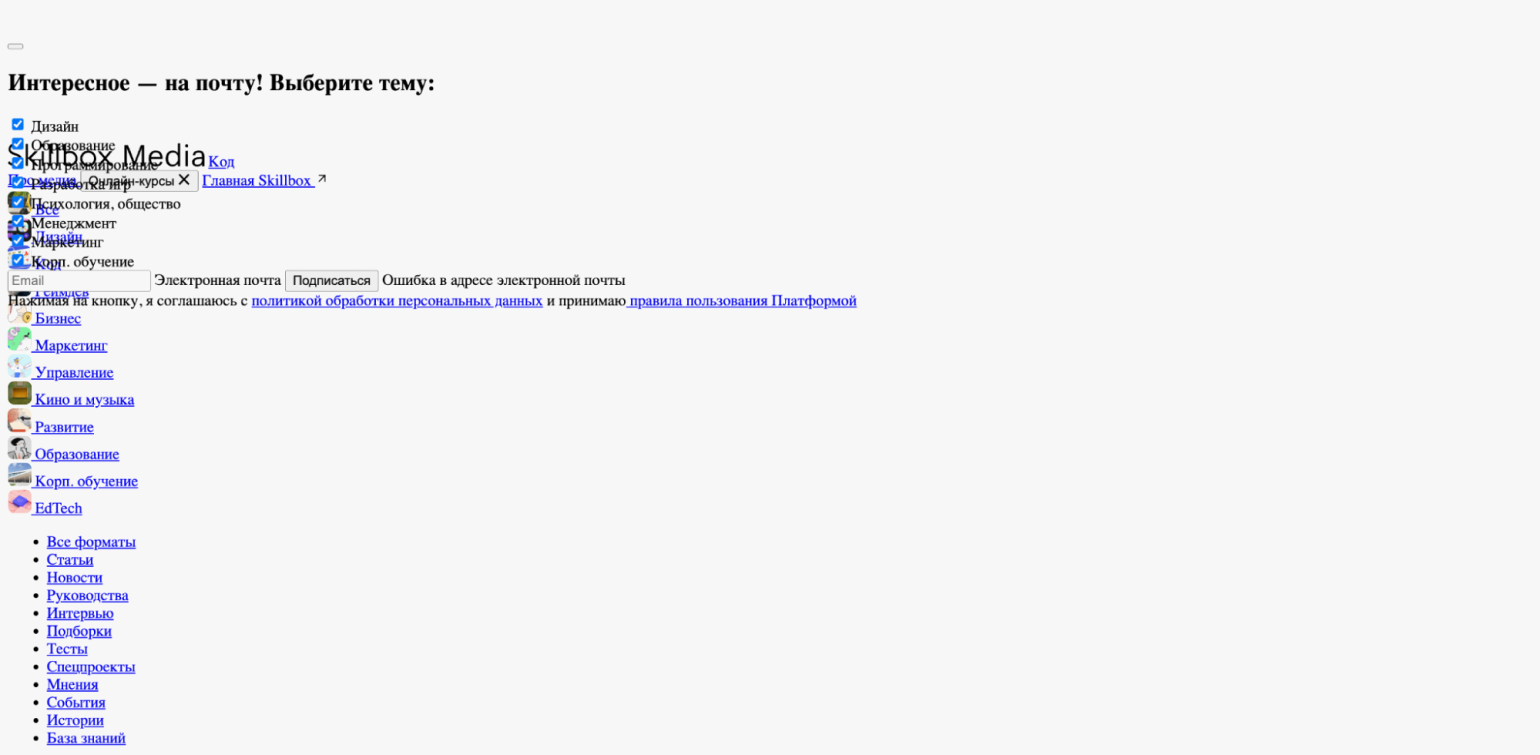 Интересное — на почту! Выберите тему:
Дизайн
Образование
Skillbox Media Код
Программирование
Про медиа Онлайн-курсы Главная Skillbox
Разработка игр
Психология, общество
Все
Менеджмент
Дизайн
Маркетинг
Корп. обучение
Код
Email Электронная почта Подписаться Ошибка в адресе электронной почты
Геймдев
Нажимая на кнопку, я соглашаюсь с политикой обработки персональных данных и принимаю правила пользования Платформой
Бизнес
Маркетинг
Управление
Кино и музыка
Развитие
Образование
Корп. обучение
EdTech
Все форматы
Статьи
Новости
Руководства
Интервью
Подборки
Тесты
Спецпроекты
Мнения
События
Истории
База знаний